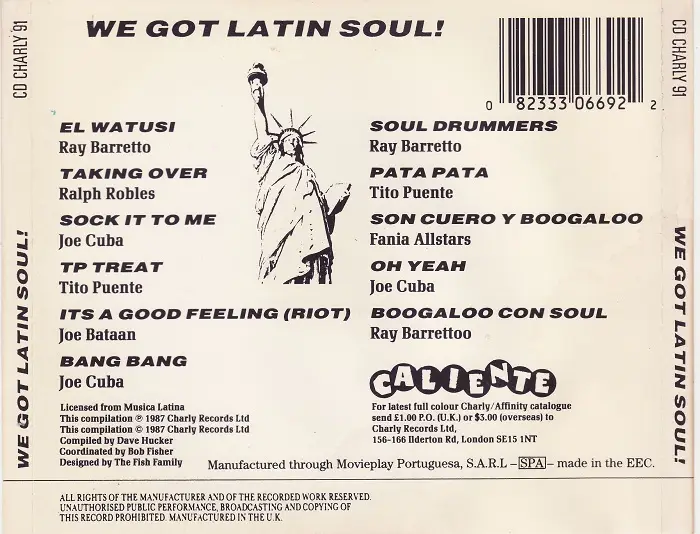 CD CHARLY 91
WE GOT LATIN SOUL!
WE GOT LATIN SOUL!
0 82333 06692 2
EL WATUSI
Ray Barretto
TAKING OVER
Ralph Robles
SOCK IT TO ME
Joe Cuba
TP TREAT
Tito Puente
ITS A GOOD FEELING (RIOT)
Joe Bataan
BANG BANG
Joe Cuba
SOUL DRUMMERS
Ray Barretto
PATA PATA
Tito Puente
SON CUERO Y BOOGALOO
Fania Allstars
OH YEAH
Joe Cuba
BOOGALOO CON SOUL
Ray Barrettoo
CALIENTE
Licensed from Musica Latina
This compilation ℗ 1987 Charly Records Ltd
This compilation © 1987 Charly Records Ltd
Compiled by Dave Hucker
Coordinated by Bob Fisher
Designed by The Fish Family
For latest full colour Charly/Affinity catalogue
send £1.00 P.O. (U.K.) or $3.00 (overseas) to
Charly Records Ltd,
156-166 Ilderton Rd, London SE15 1NT
Manufactured through Movieplay Portuguesa, S.A.R.L – SPA – made in the EEC.
ALL RIGHTS OF THE MANUFACTURER AND OF THE RECORDED WORK RESERVED.
UNAUTHORISED PUBLIC PERFORMANCE, BROADCASTING AND COPYING OF
THIS RECORD PROHIBITED. MANUFACTURED IN THE U.K.
CD CHARLY 91
WE GOT LATIN SOUL!